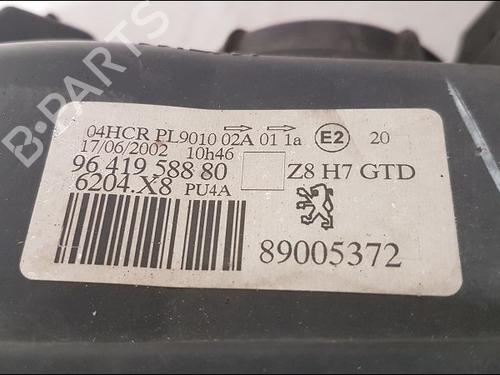 B-PARTS
04HCR PL9010 02A 01 1a E2 20
17/06/2002 10h46
96 419 588 80 Z8 H7 GTD
6204.X8 PU4A
89005372